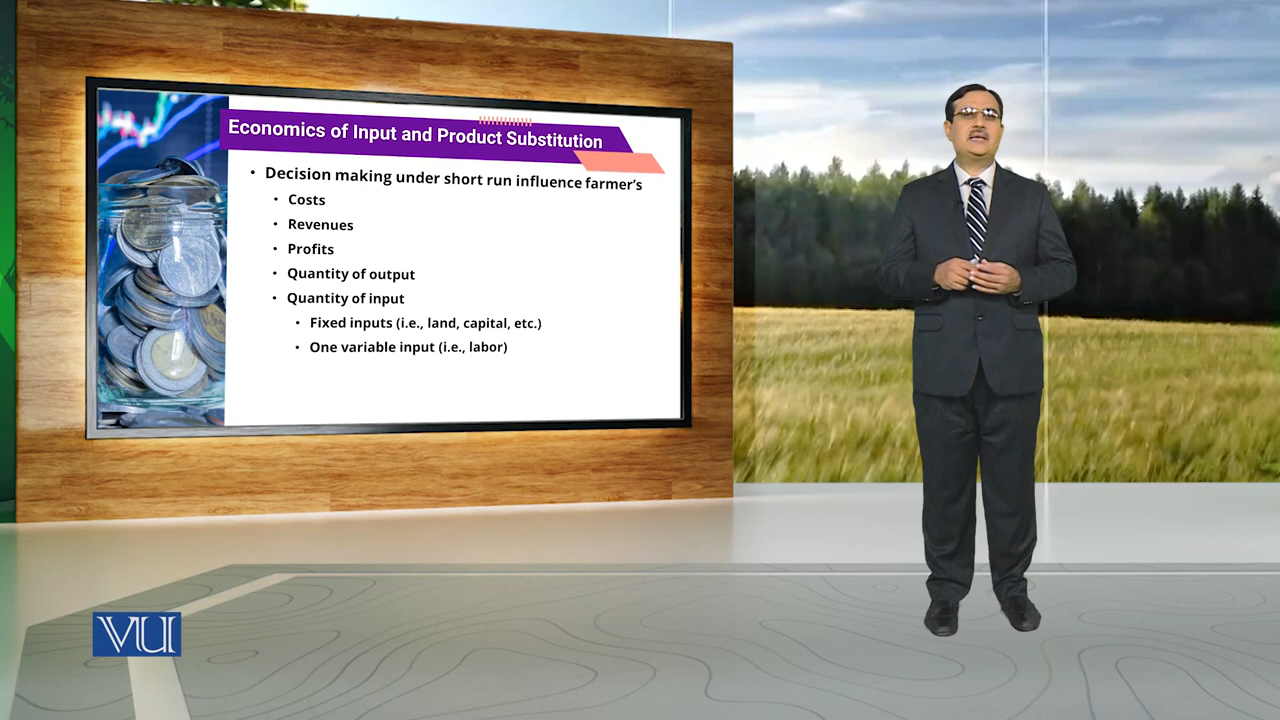 Economics of Input and Product Substitution
• Decision making under short run influence farmer's
• Costs
• Revenues
• Profits
• Quantity of output
• Quantity of input
• Fixed inputs (i.e., land, capital, etc.)
• One variable input (i.e., labor)
VU